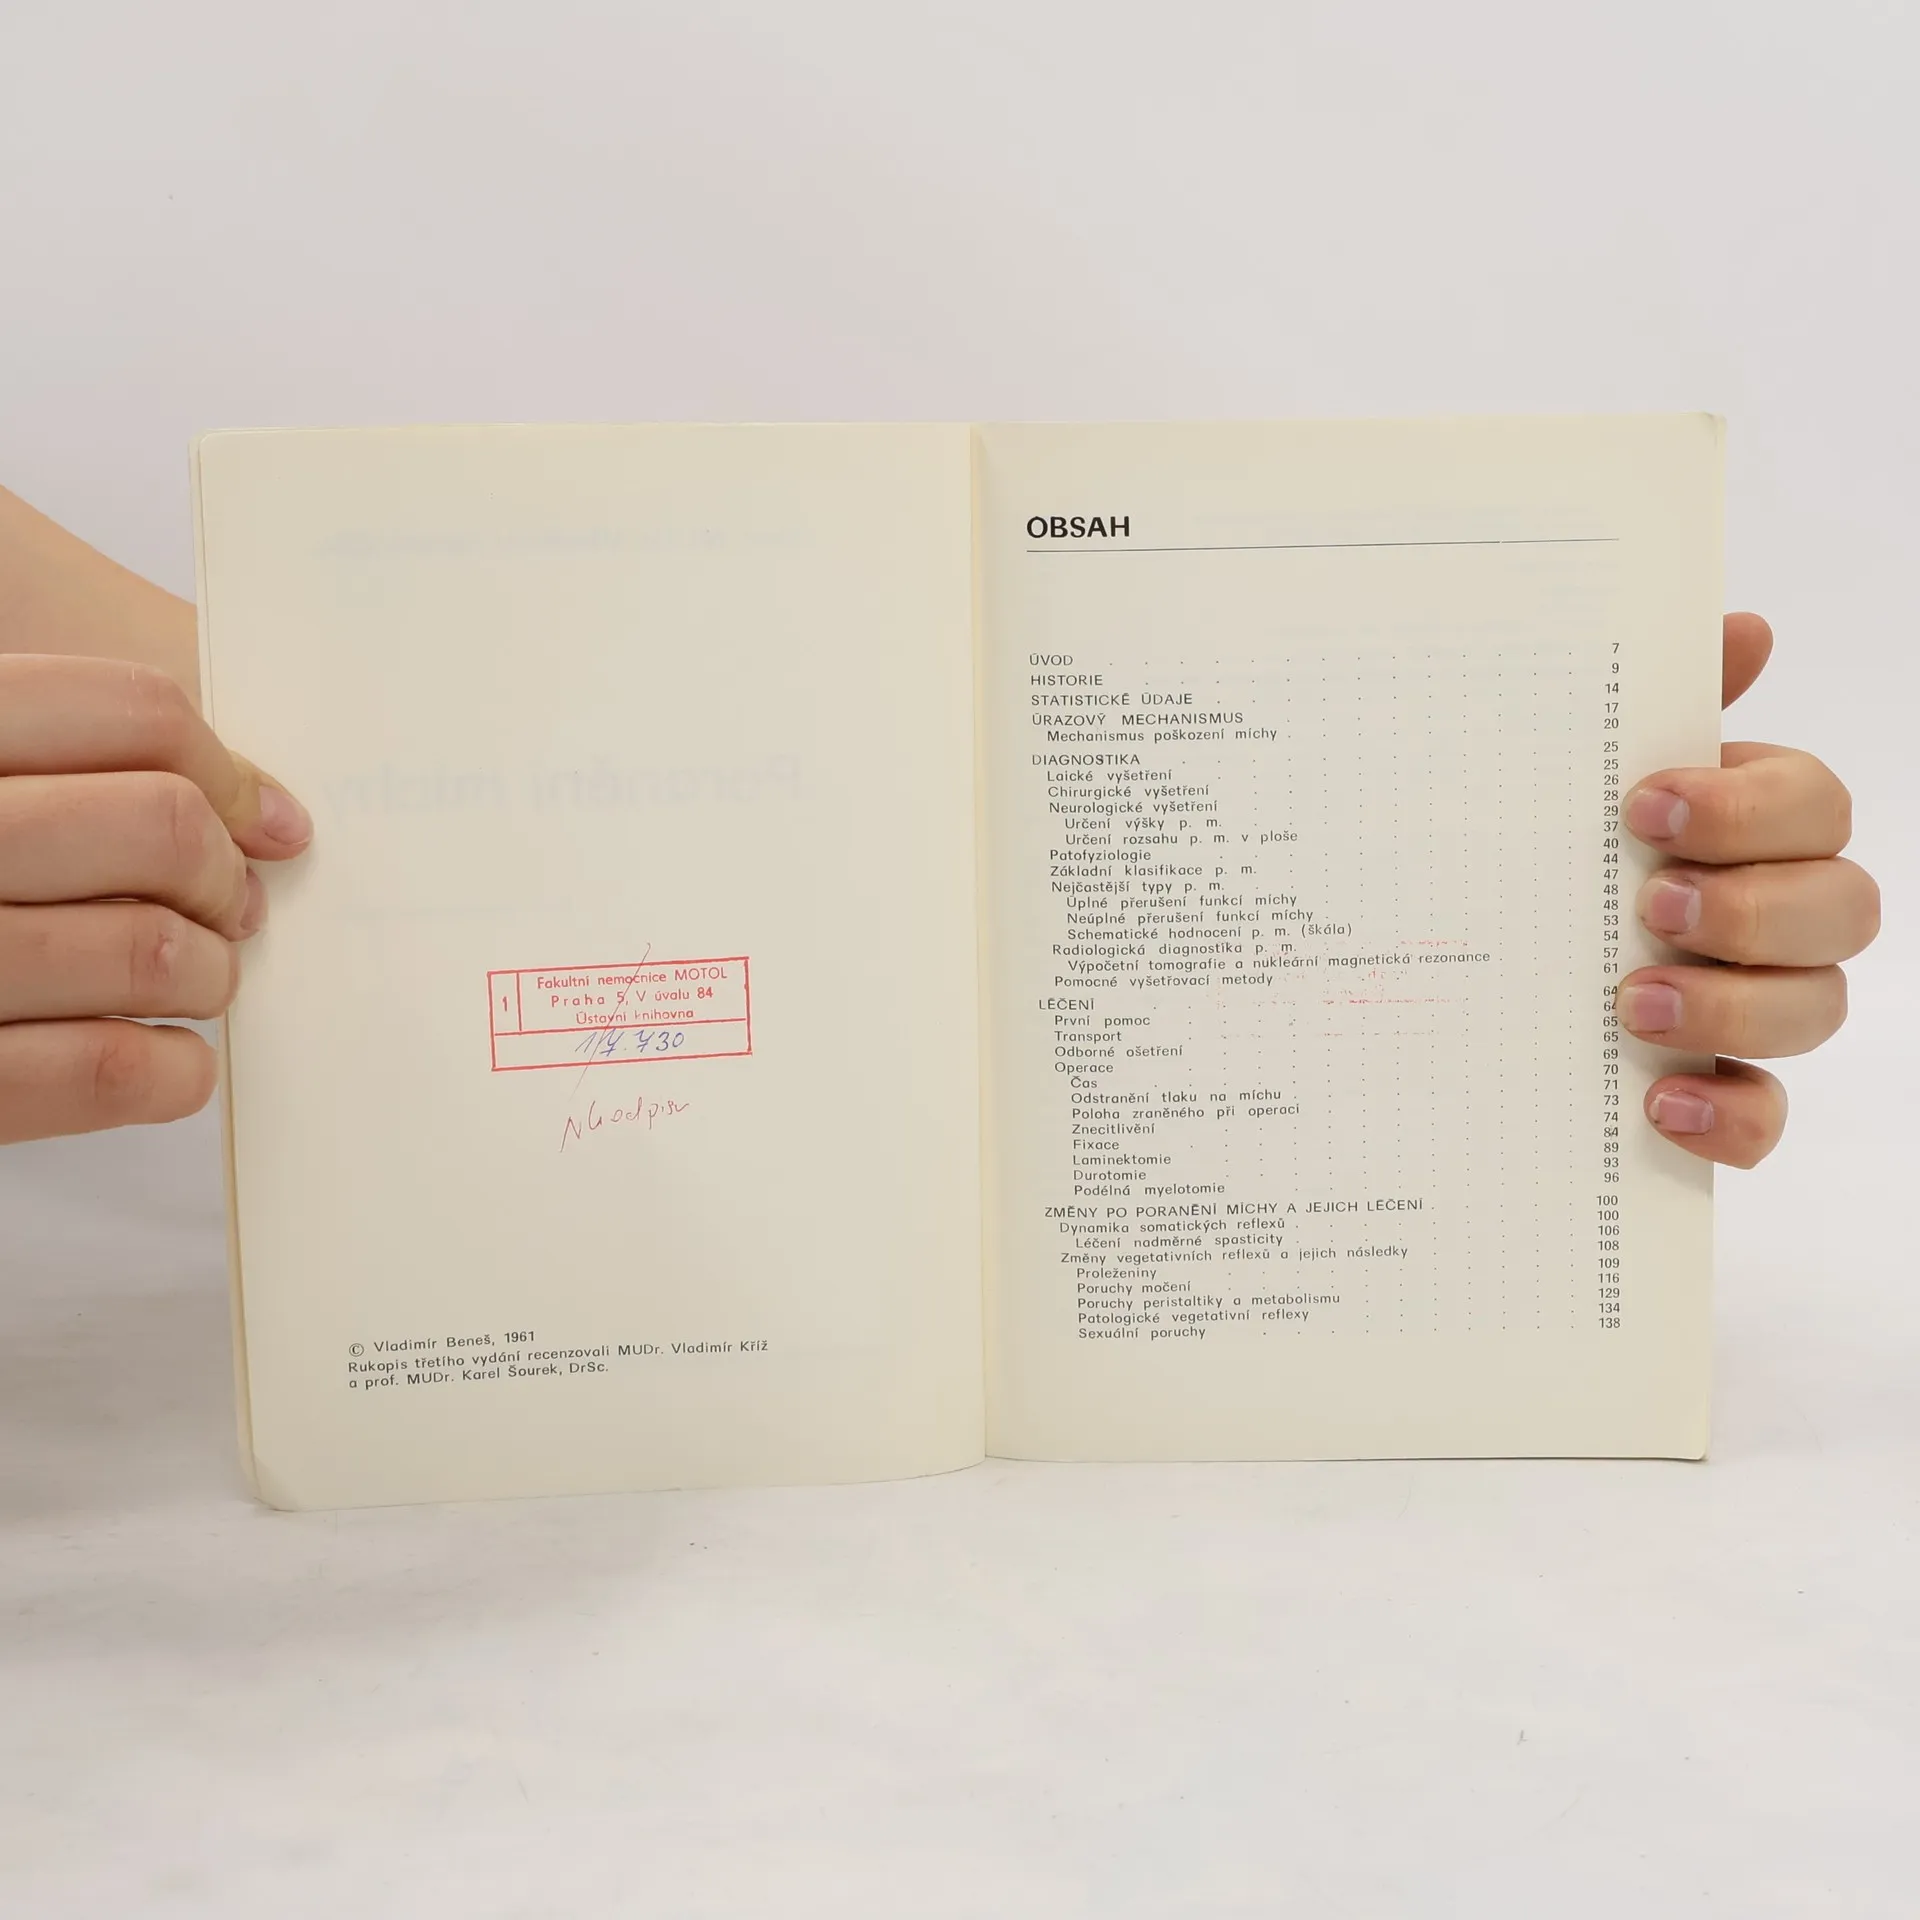 1
Fakultní nemocnice MOTOL
Praha 5, V úvalu 84
Ústavní knihovna
© Vladimír Beneš, 1961
Rukopis třetího vydání recenzovali MUDr. Vladimír Kříž
a prof. MUDr. Karel Šourek, DrSc.
OBSAH
ÚVOD 7
HISTORIE 9
STATISTICKÉ ÚDAJE 14
ÚRAZOVÝ MECHANISMUS 17
Mechanismus poškození míchy 20
DIAGNOSTIKA 25
Laické vyšetření 25
Chirurgické vyšetření 26
Neurologické vyšetření 28
Určení výšky p. m. 29
Určení rozsahu p. m. v ploše 37
Patofyziologie 40
Základní klasifikace p. m. 44
Nejčastější typy p. m. 47
Úplné přerušení funkcí míchy 48
Neúplné přerušení funkcí míchy 48
Schematické hodnocení p. m. (škála) 53
Radiologická diagnostika p. m. 54
Výpočetní tomografie a nukleární magnetická rezonance 57
Pomocné vyšetřovací metody 61
LÉČENÍ 64
První pomoc 64
Transport 65
Odborné ošetření 65
Operace 69
Čas 70
Odstranění tlaku na míchu 71
Poloha zraněného při operaci 73
Znecitlivění 74
Fixace 84
Laminektomie 89
Durotomie 93
Podélná myelotomie 96
ZMĚNY PO PORANĚNÍ MÍCHY A JEJICH LÉČENÍ 100
Dynamika somatických reflexů 100
Léčení nadměrné spasticity 106
Změny vegetativních reflexů a jejich následky 108
Proleženiny 109
Poruchy močení 116
Poruchy peristaltiky a metabolismu 129
Patologické vegetativní reflexy 134
Sexuální poruchy 138